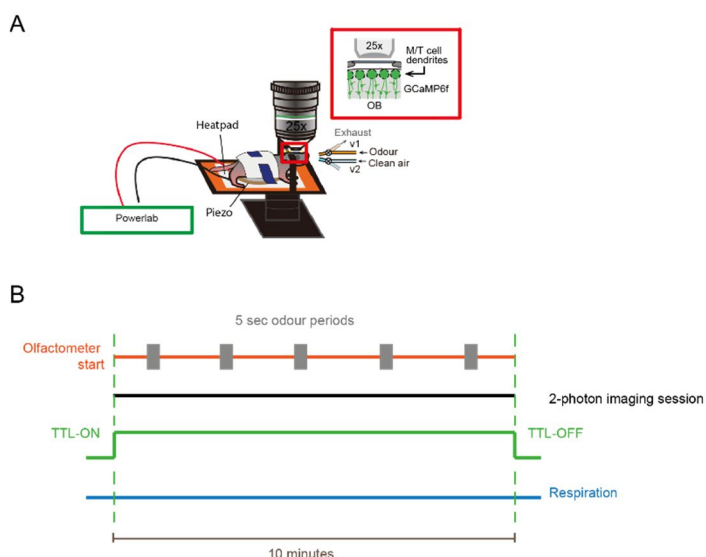 A
25x
M/T cell
dendrites
GCaMP6f
OB
25x
Heatpad
Exhaust
v1
Odour
Clean air
v2
Piezo
Powerlab
B
5 sec odour periods
Olfactometer
start
2-photon imaging session
TTL-ON
TTL-OFF
Respiration
10 minutes